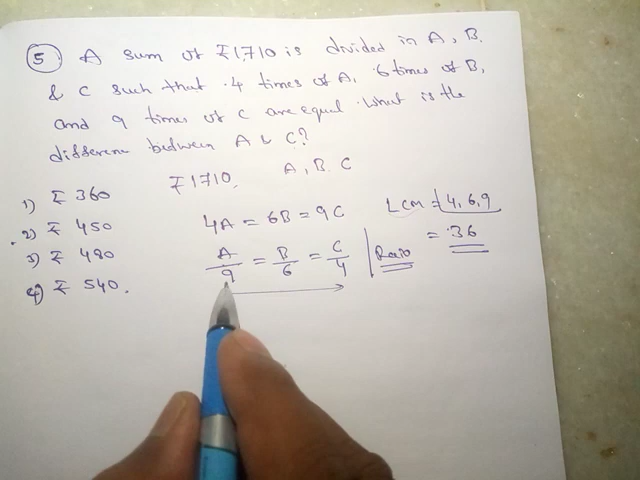 5 A sum of ₹1,710 is divided in A, B.
& C such that 4 times of A, 6 times of B,
and 9 times of C are equal. What is the
difference between A & C?
1) ₹ 360
2) ₹ 450
3) ₹ 480
4) ₹ 540.
₹1710. A, B. C
4A = 6B = 9C
A/9 = B/6 = C/4
Raio
LCM = 4, 6, 9
= 36